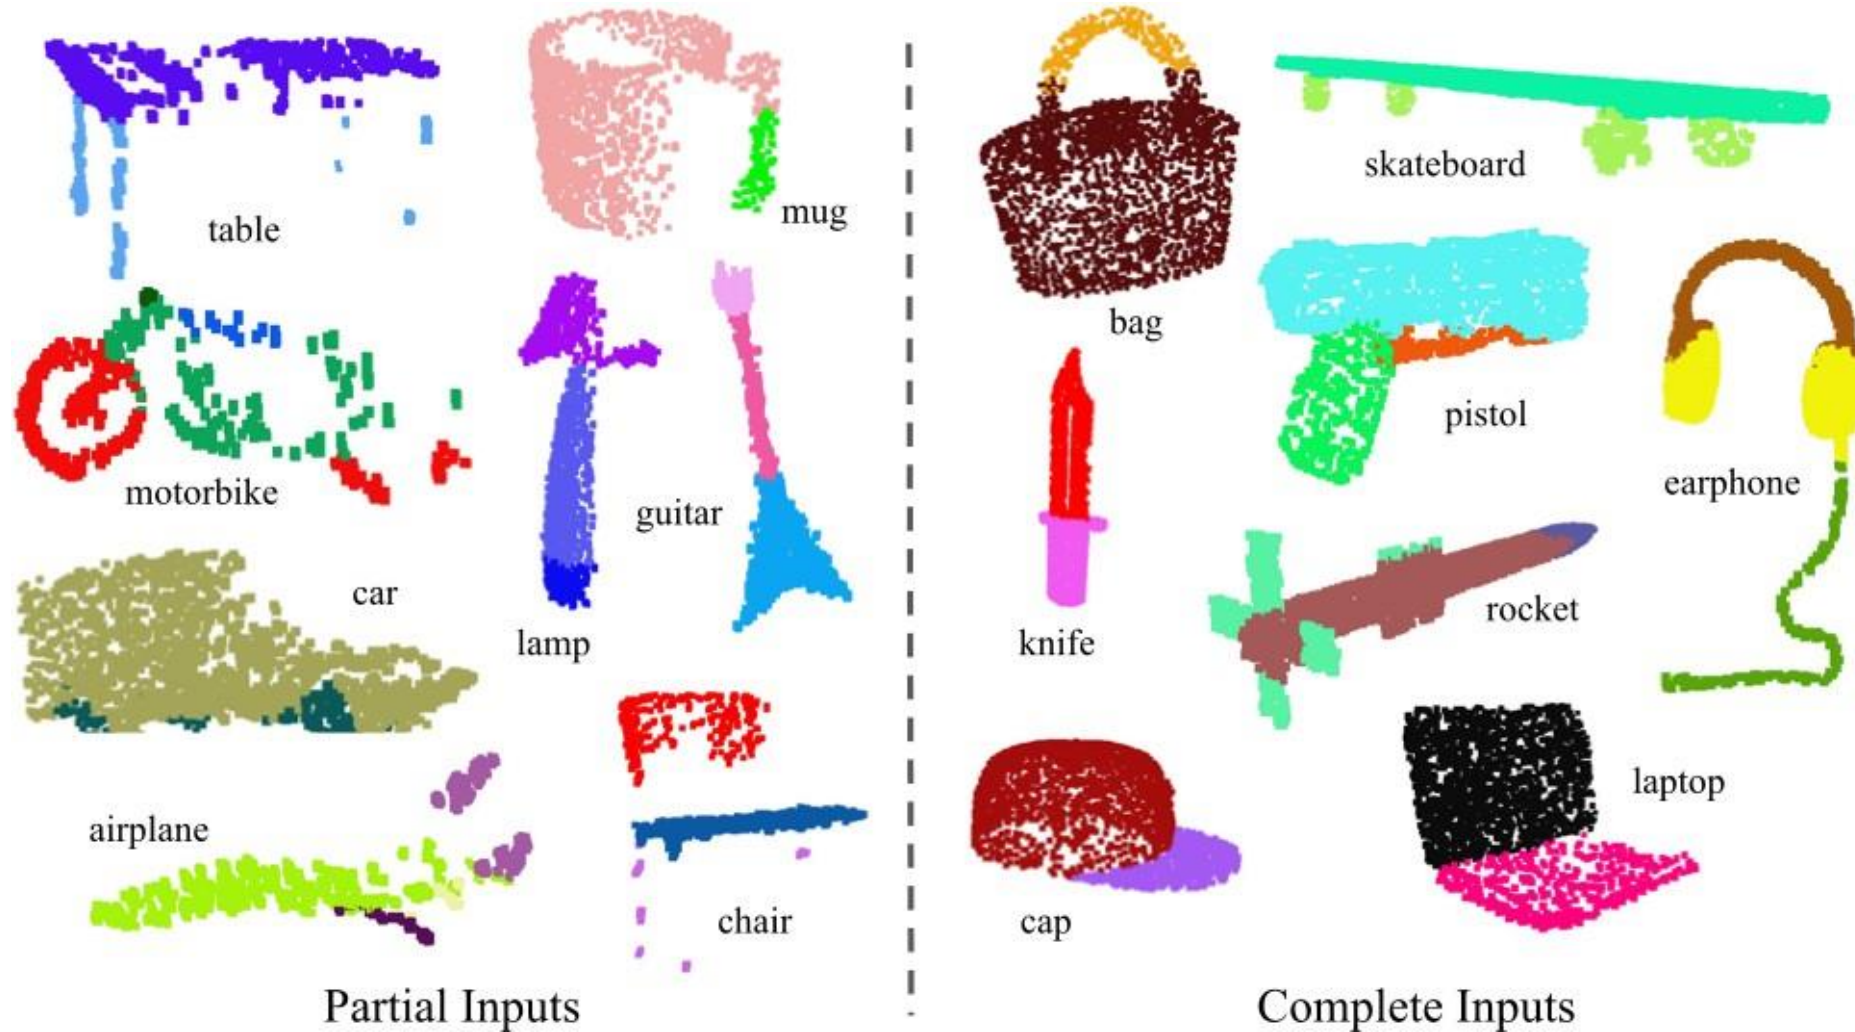 table
mug
motorbike
guitar
car
lamp
airplane
chair
Partial Inputs
skateboard
bag
pistol
earphone
knife
rocket
laptop
cap
Complete Inputs